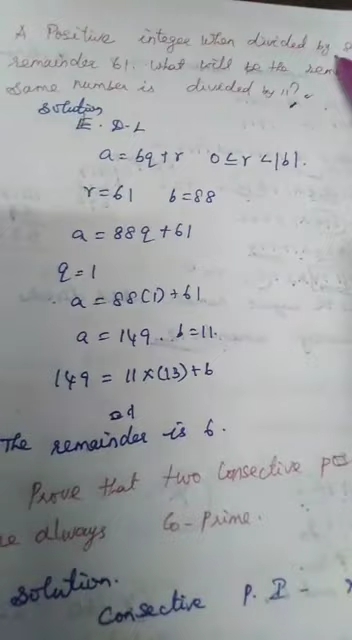 A Positive integer when divided by
remainder 61. What will be the
same number is divided by 11?
Solution
E. D. L
a = bq + r 0 ≤ r < |b|.
r = 61 b = 88
a = 88q + 61
q = 1
a = 88(1) + 61
a = 149. b = 11.
149 = 11 × (13) + 6
The remainder is 6.
Prove that two Consective
always Co-Prime.
Solution.
Consective P. I -